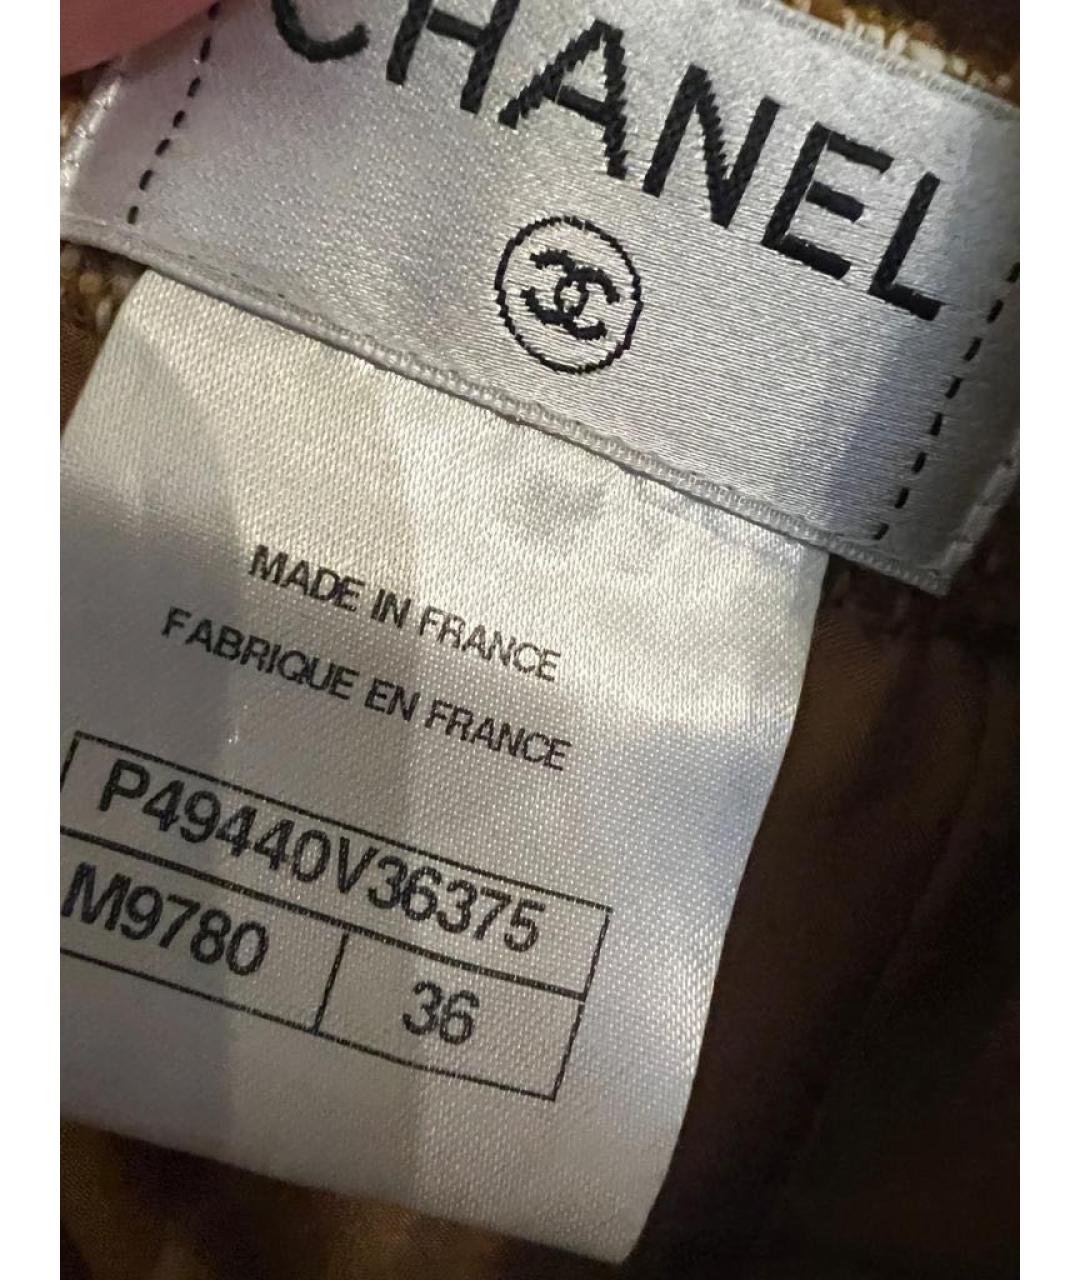 CHANEL
MADE IN FRANCE
FABRIQUE EN FRANCE
P49440V36375
M9780 36